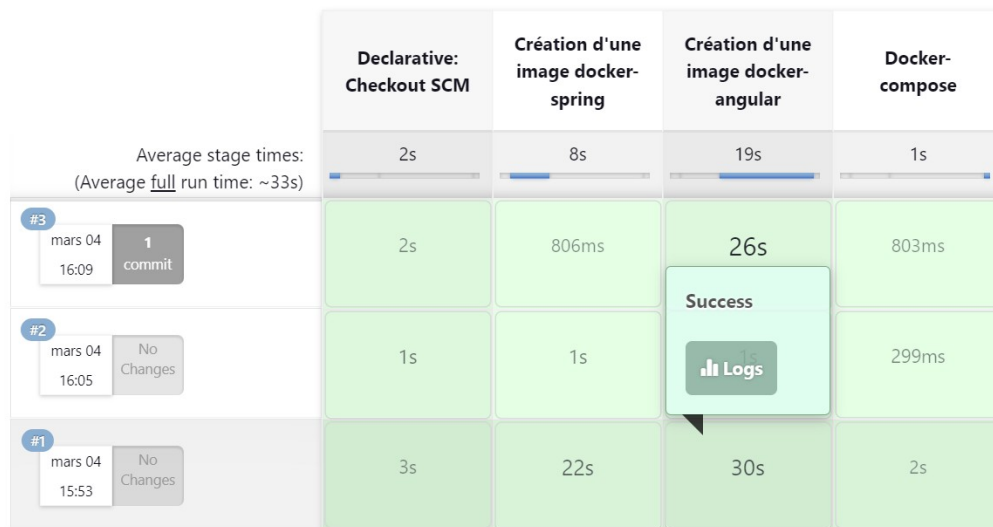 Declarative:
Checkout SCM
Création d'une
image docker-
spring
Création d'une
image docker-
angular
Docker-
compose
Average stage times:
(Average full run time: ~33s)
2s
8s
19s
1s
#3
mars 04
16:09
1
commit
2s
806ms
26s
803ms
Success
Logs
#2
mars 04
16:05
No
Changes
1s
1s
1s
299ms
#1
mars 04
15:53
No
Changes
3s
22s
30s
2s